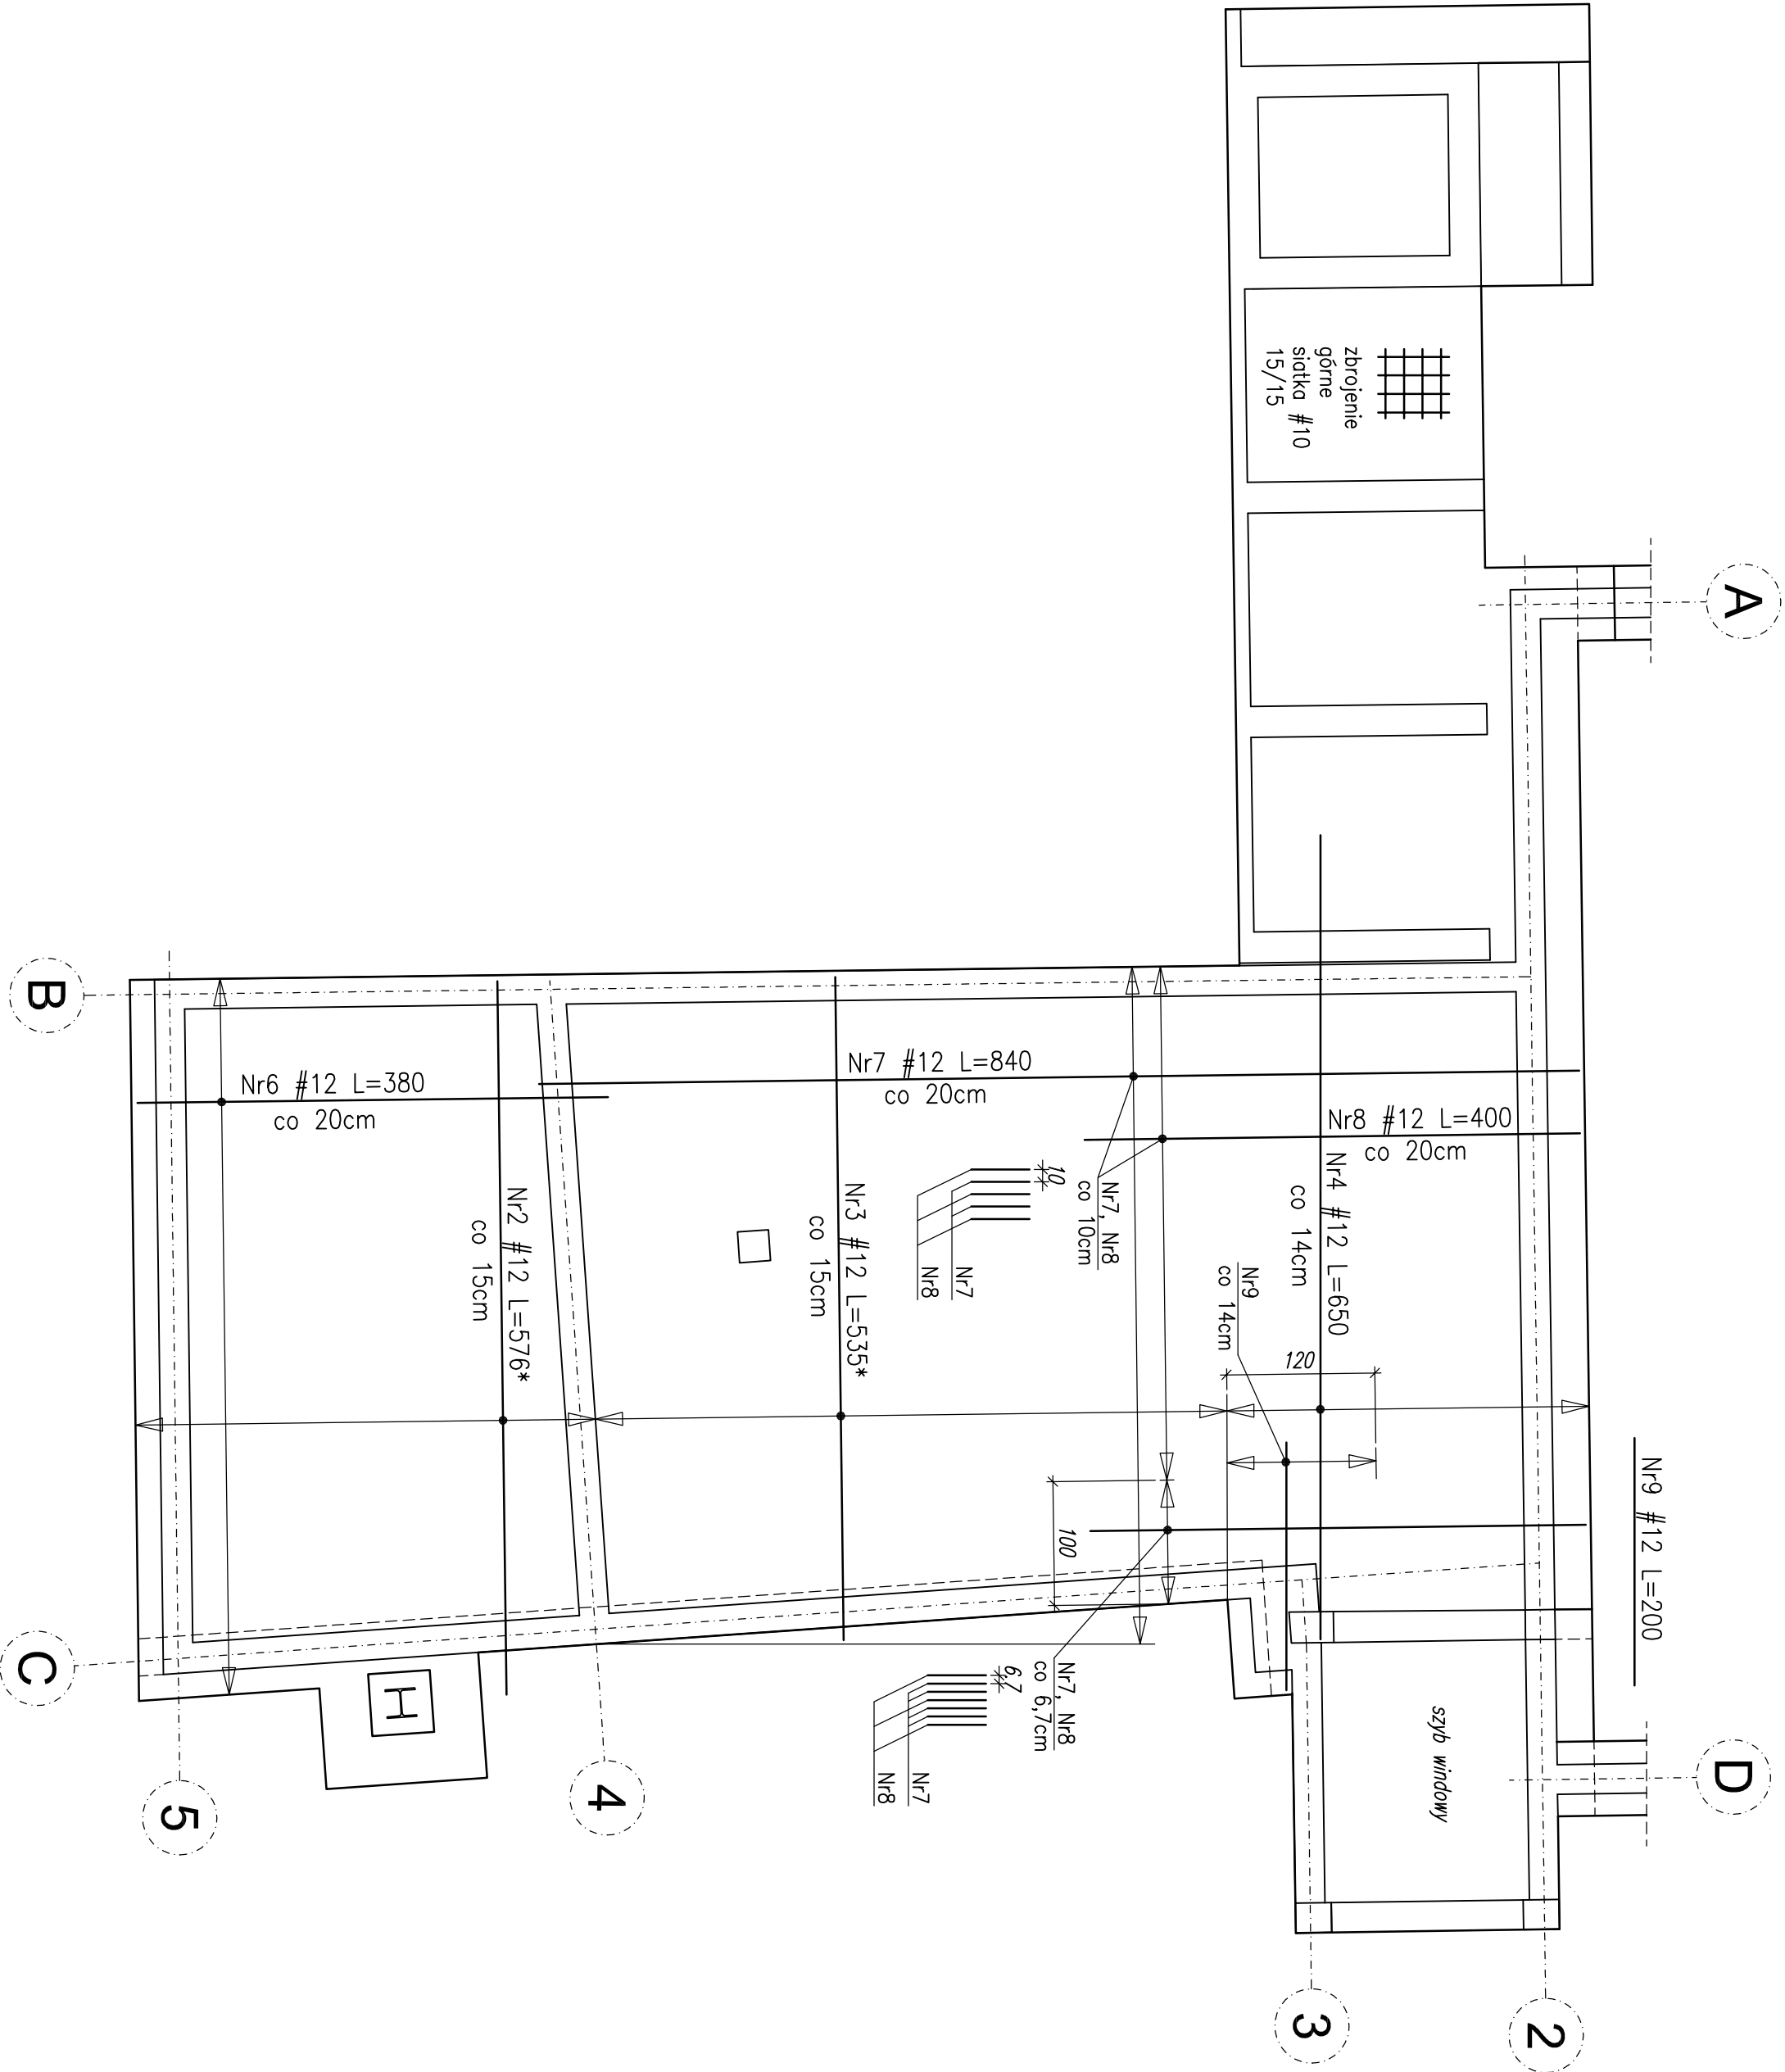 zbrojenie
górne
siatka #10
15/15
A
B
Nr6 #12 L=380
co 20cm
Nr7 #12 L=840
co 20cm
Nr8 #12 L=400
co 20cm
Nr4 #12 L=650
co 14cm
Nr2 #12 L=576*
co 15cm
Nr3 #12 L=535*
co 15cm
10
Nr7
Nr8
Nr7, Nr8
co 10cm
Nr9
co 14cm
120
100
Nr9 #12 L=200
6,7
Nr7
Nr8
Nr7, Nr8
co 6,7cm
szyb windowy
H
C
D
5
4
3
2